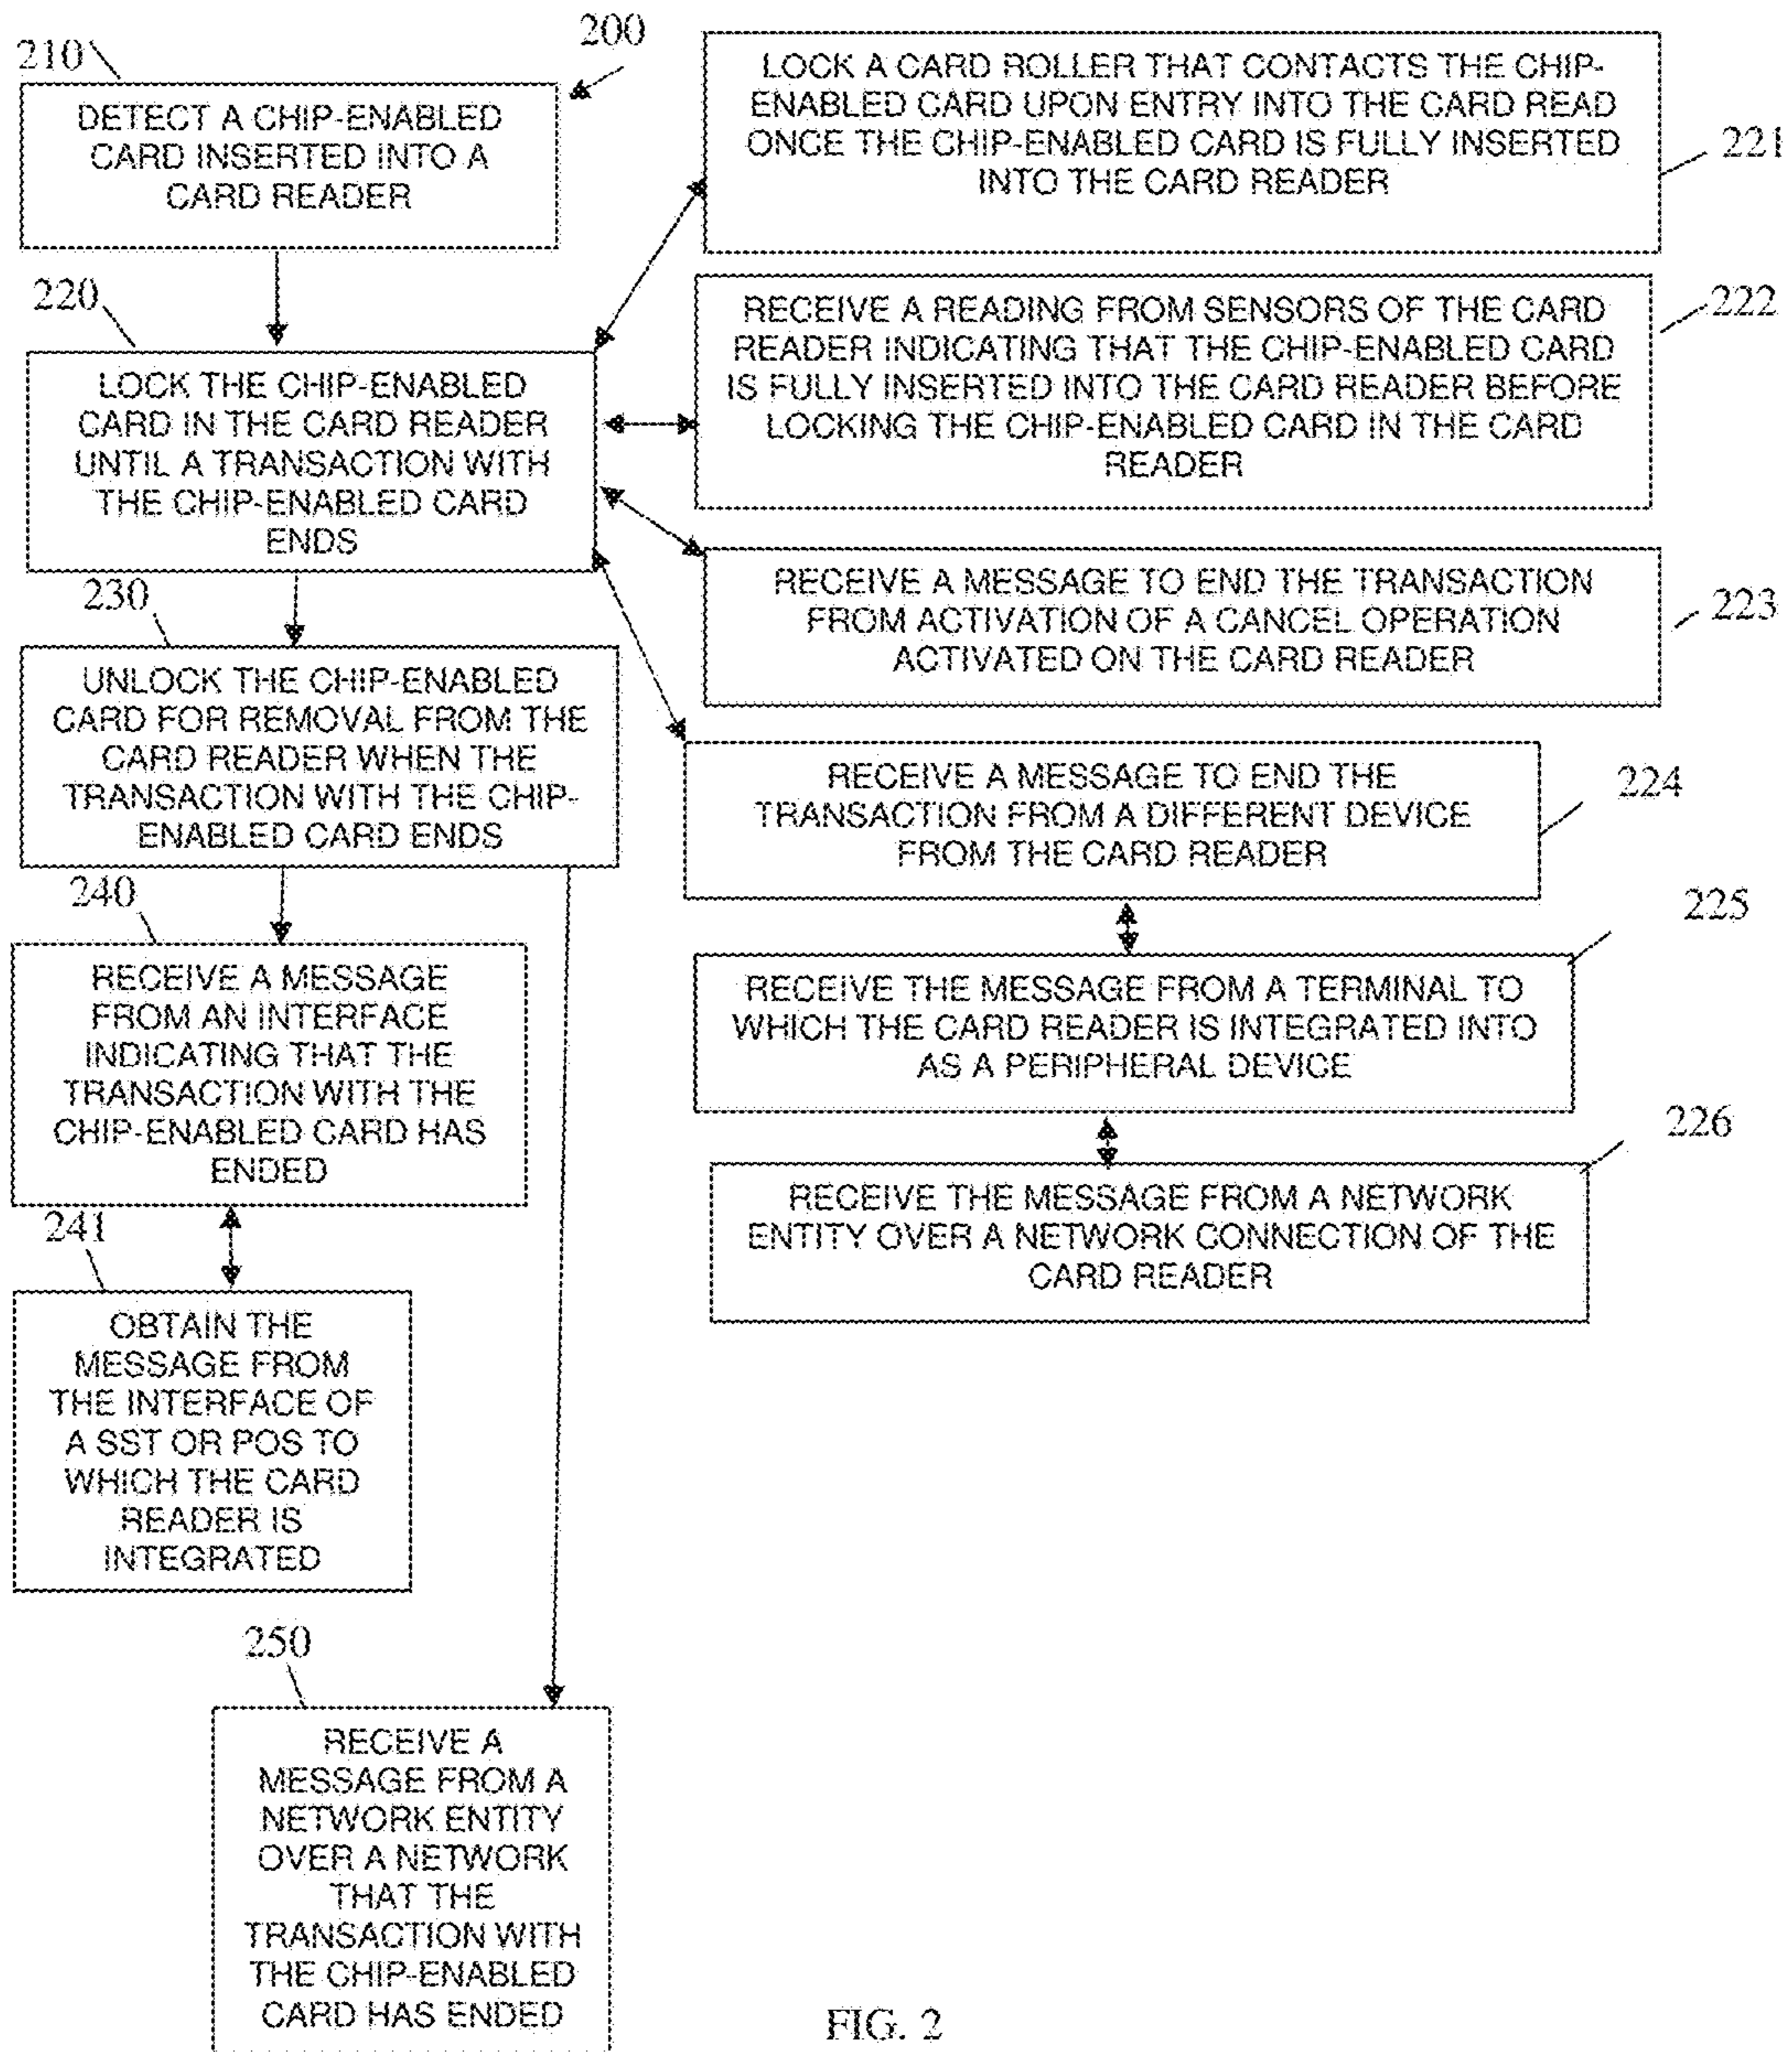 200
210
DETECT A CHIP-ENABLED
CARD INSERTED INTO A
CARD READER
220
LOCK THE CHIP-ENABLED
CARD IN THE CARD READER
UNTIL A TRANSACTION WITH
THE CHIP-ENABLED CARD
ENDS
221
LOCK A CARD ROLLER THAT CONTACTS THE CHIP-
ENABLED CARD UPON ENTRY INTO THE CARD READ
ONCE THE CHIP-ENABLED CARD IS FULLY INSERTED
INTO THE CARD READER
222
RECEIVE A READING FROM SENSORS OF THE CARD
READER INDICATING THAT THE CHIP-ENABLED CARD
IS FULLY INSERTED INTO THE CARD READER BEFORE
LOCKING THE CHIP-ENABLED CARD IN THE CARD
READER
223
RECEIVE A MESSAGE TO END THE TRANSACTION
FROM ACTIVATION OF A CANCEL OPERATION
ACTIVATED ON THE CARD READER
224
RECEIVE A MESSAGE TO END THE
TRANSACTION FROM A DIFFERENT DEVICE
FROM THE CARD READER
225
RECEIVE THE MESSAGE FROM A TERMINAL TO
WHICH THE CARD READER IS INTEGRATED INTO
AS A PERIPHERAL DEVICE
226
RECEIVE THE MESSAGE FROM A NETWORK
ENTITY OVER A NETWORK CONNECTION OF THE
CARD READER
230
UNLOCK THE CHIP-ENABLED
CARD FOR REMOVAL FROM THE
CARD READER WHEN THE
TRANSACTION WITH THE CHIP-
ENABLED CARD ENDS
240
RECEIVE A MESSAGE
FROM AN INTERFACE
INDICATING THAT THE
TRANSACTION WITH THE
CHIP-ENABLED CARD HAS
ENDED
241
OBTAIN THE
MESSAGE FROM
THE INTERFACE OF
A SST OR POS TO
WHICH THE CARD
READER IS
INTEGRATED
250
RECEIVE A
MESSAGE FROM A
NETWORK ENTITY
OVER A NETWORK
THAT THE
TRANSACTION WITH
THE CHIP-ENABLED
CARD HAS ENDED
FIG. 2